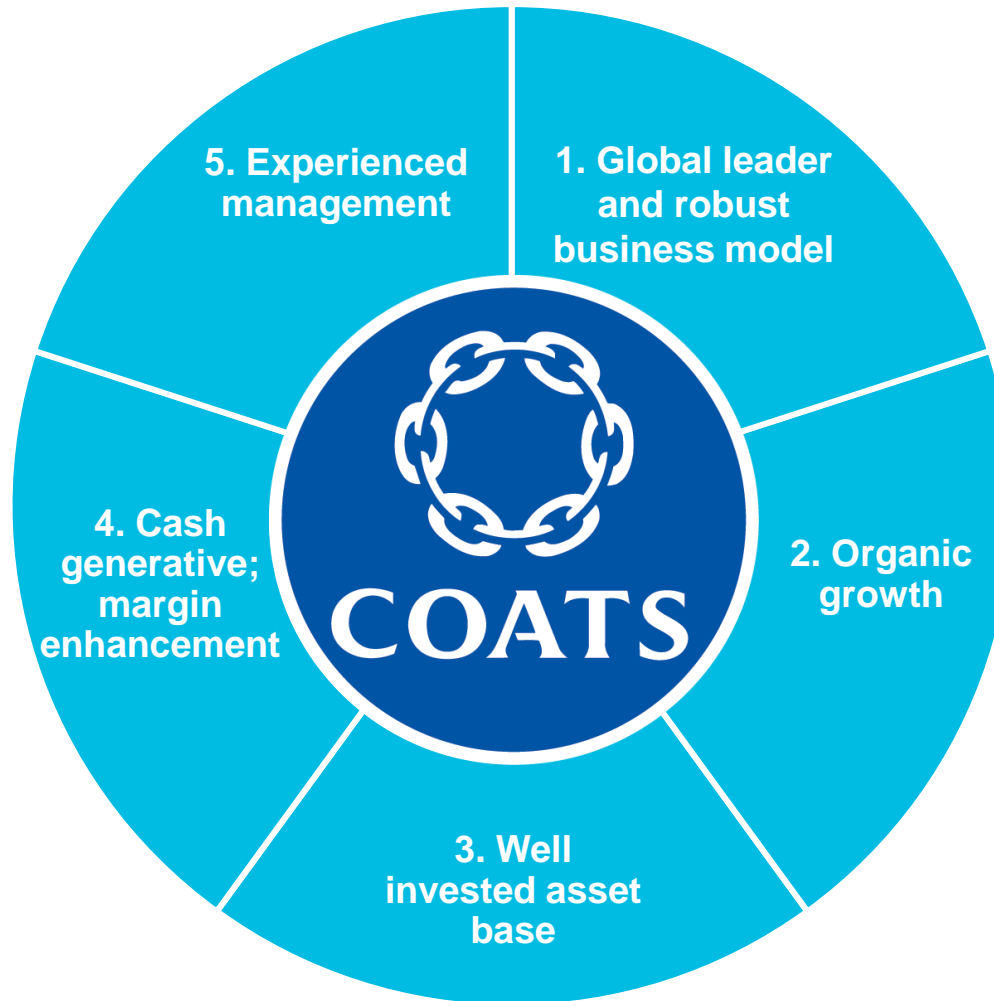 1. Global leader
and robust
business model
2. Organic
growth
3. Well
invested asset
base
4. Cash
generative;
margin
enhancement
5. Experienced
management
COATS